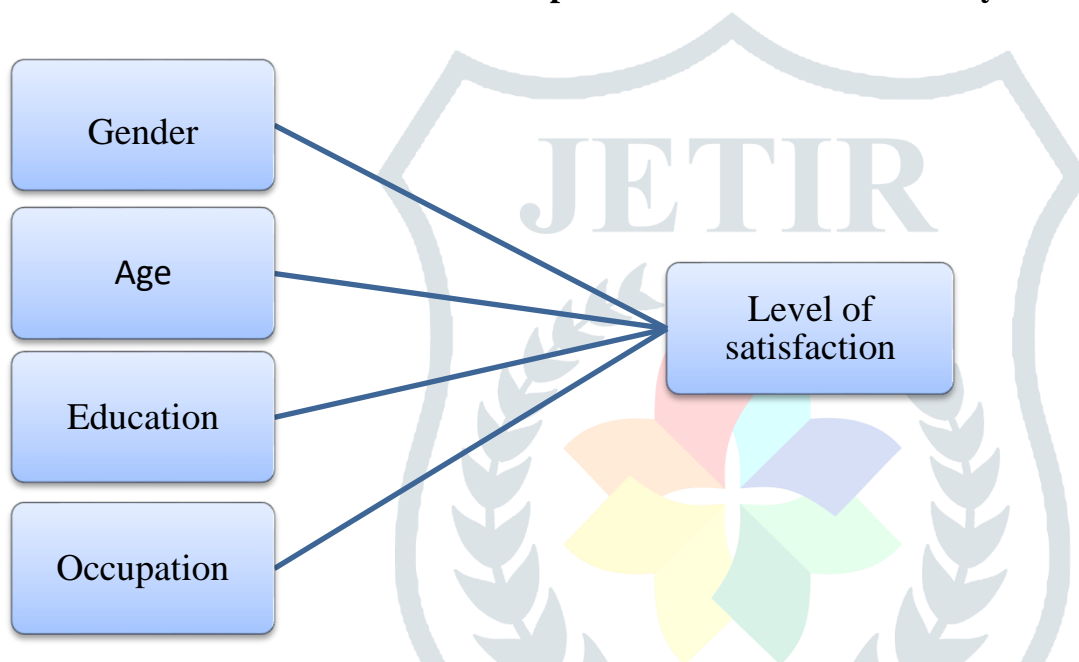 Gender
JETIR
Age
Level of
satisfaction
Education
Occupation